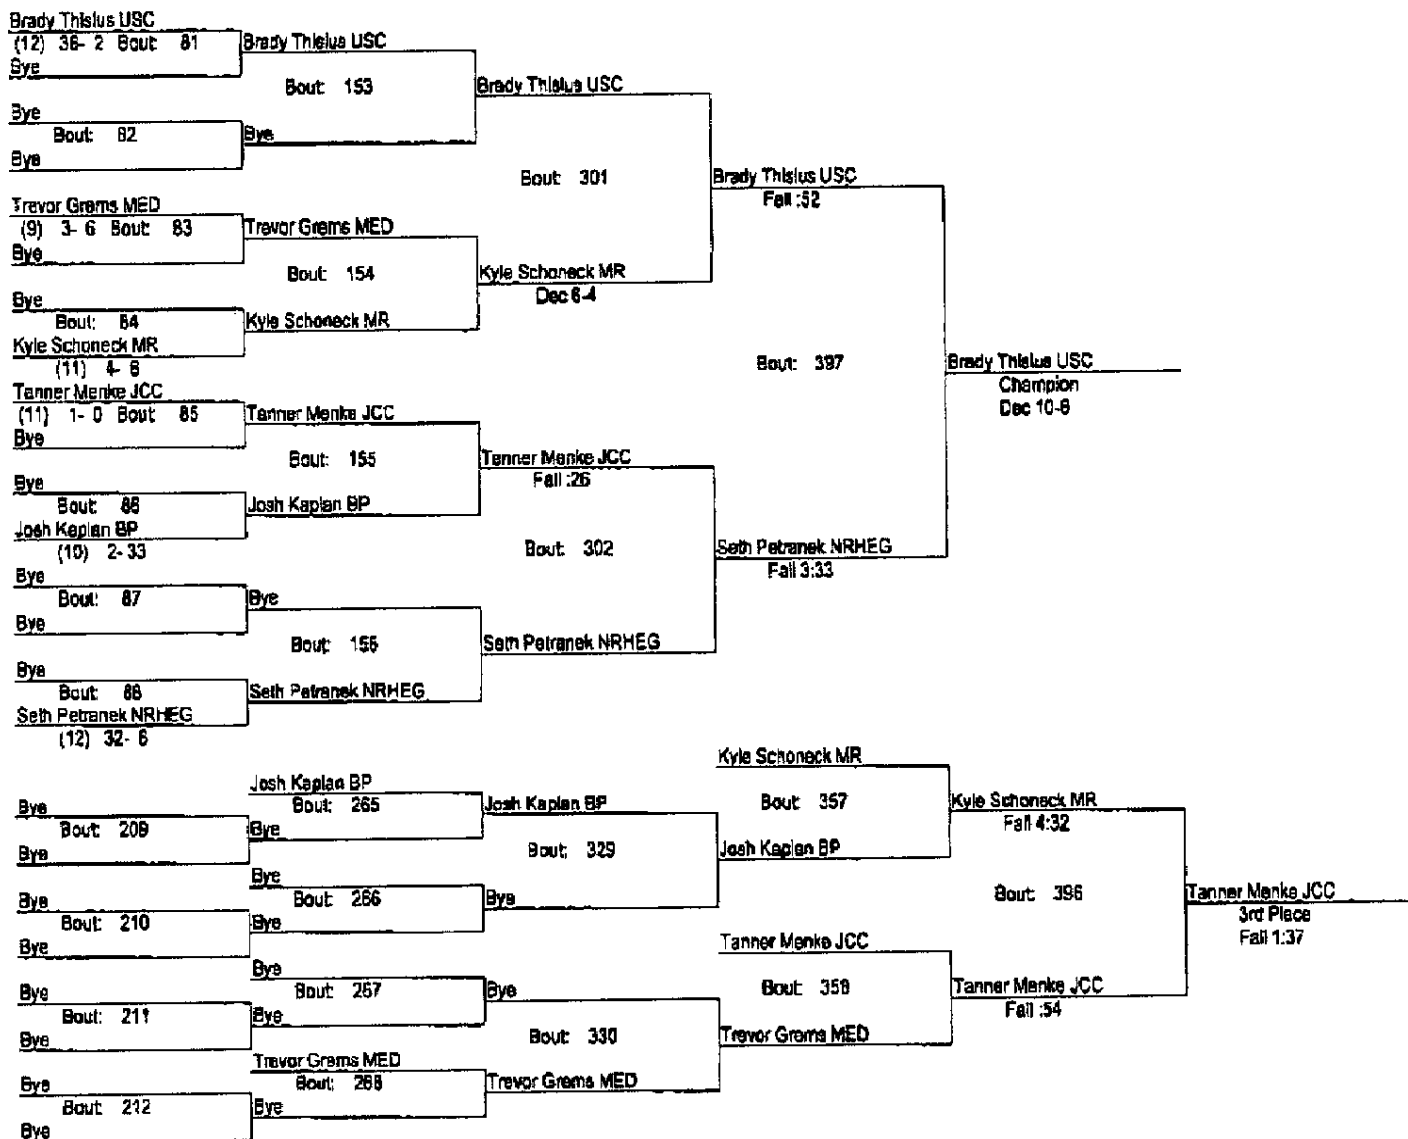 Brady Thisius USC
(12) 36- 2 Bout: 81
Bye
Brady Thisius USC
Bout: 153
Bye
Bout: 82
Bye
Bye
Brady Thisius USC
Bout: 301
Trevor Grems MED
(9) 3- 6 Bout: 83
Bye
Trevor Grems MED
Bout: 154
Bye
Bout: 84
Kyle Schoneck MR
(11) 4- 6
Kyle Schoneck MR
Kyle Schoneck MR
Dec 6-4
Brady Thisius USC
Fall :52
Bout: 397
Brady Thisius USC
Champion
Dec 10-6
Tanner Menke JCC
(11) 1- 0 Bout: 85
Bye
Tanner Menke JCC
Bout: 155
Bye
Bout: 86
Josh Kaplan BP
(10) 2- 33
Josh Kaplan BP
Tanner Menke JCC
Fall :26
Bout: 302
Bye
Bout: 87
Bye
Bye
Bout: 156
Bye
Bout: 88
Seth Petranek NRHEG
(12) 32- 6
Seth Petranek NRHEG
Seth Petranek NRHEG
Seth Petranek NRHEG
Fall 3:33
Bye
Bout: 209
Bye
Josh Kaplan BP
Bout: 265
Bye
Josh Kaplan BP
Bout: 329
Bye
Bout: 210
Bye
Bye
Bout: 266
Bye
Bye
Kyle Schoneck MR
Bout: 357
Josh Kaplan BP
Kyle Schoneck MR
Fall 4:32
Bout: 396
Tanner Menke JCC
3rd Place
Fall 1:37
Bye
Bout: 211
Bye
Bye
Bout: 267
Bye
Bye
Bout: 330
Bye
Bout: 212
Bye
Trevor Grems MED
Bout: 268
Bye
Trevor Grems MED
Tanner Menke JCC
Bout: 358
Trevor Grems MED
Tanner Menke JCC
Fall :54